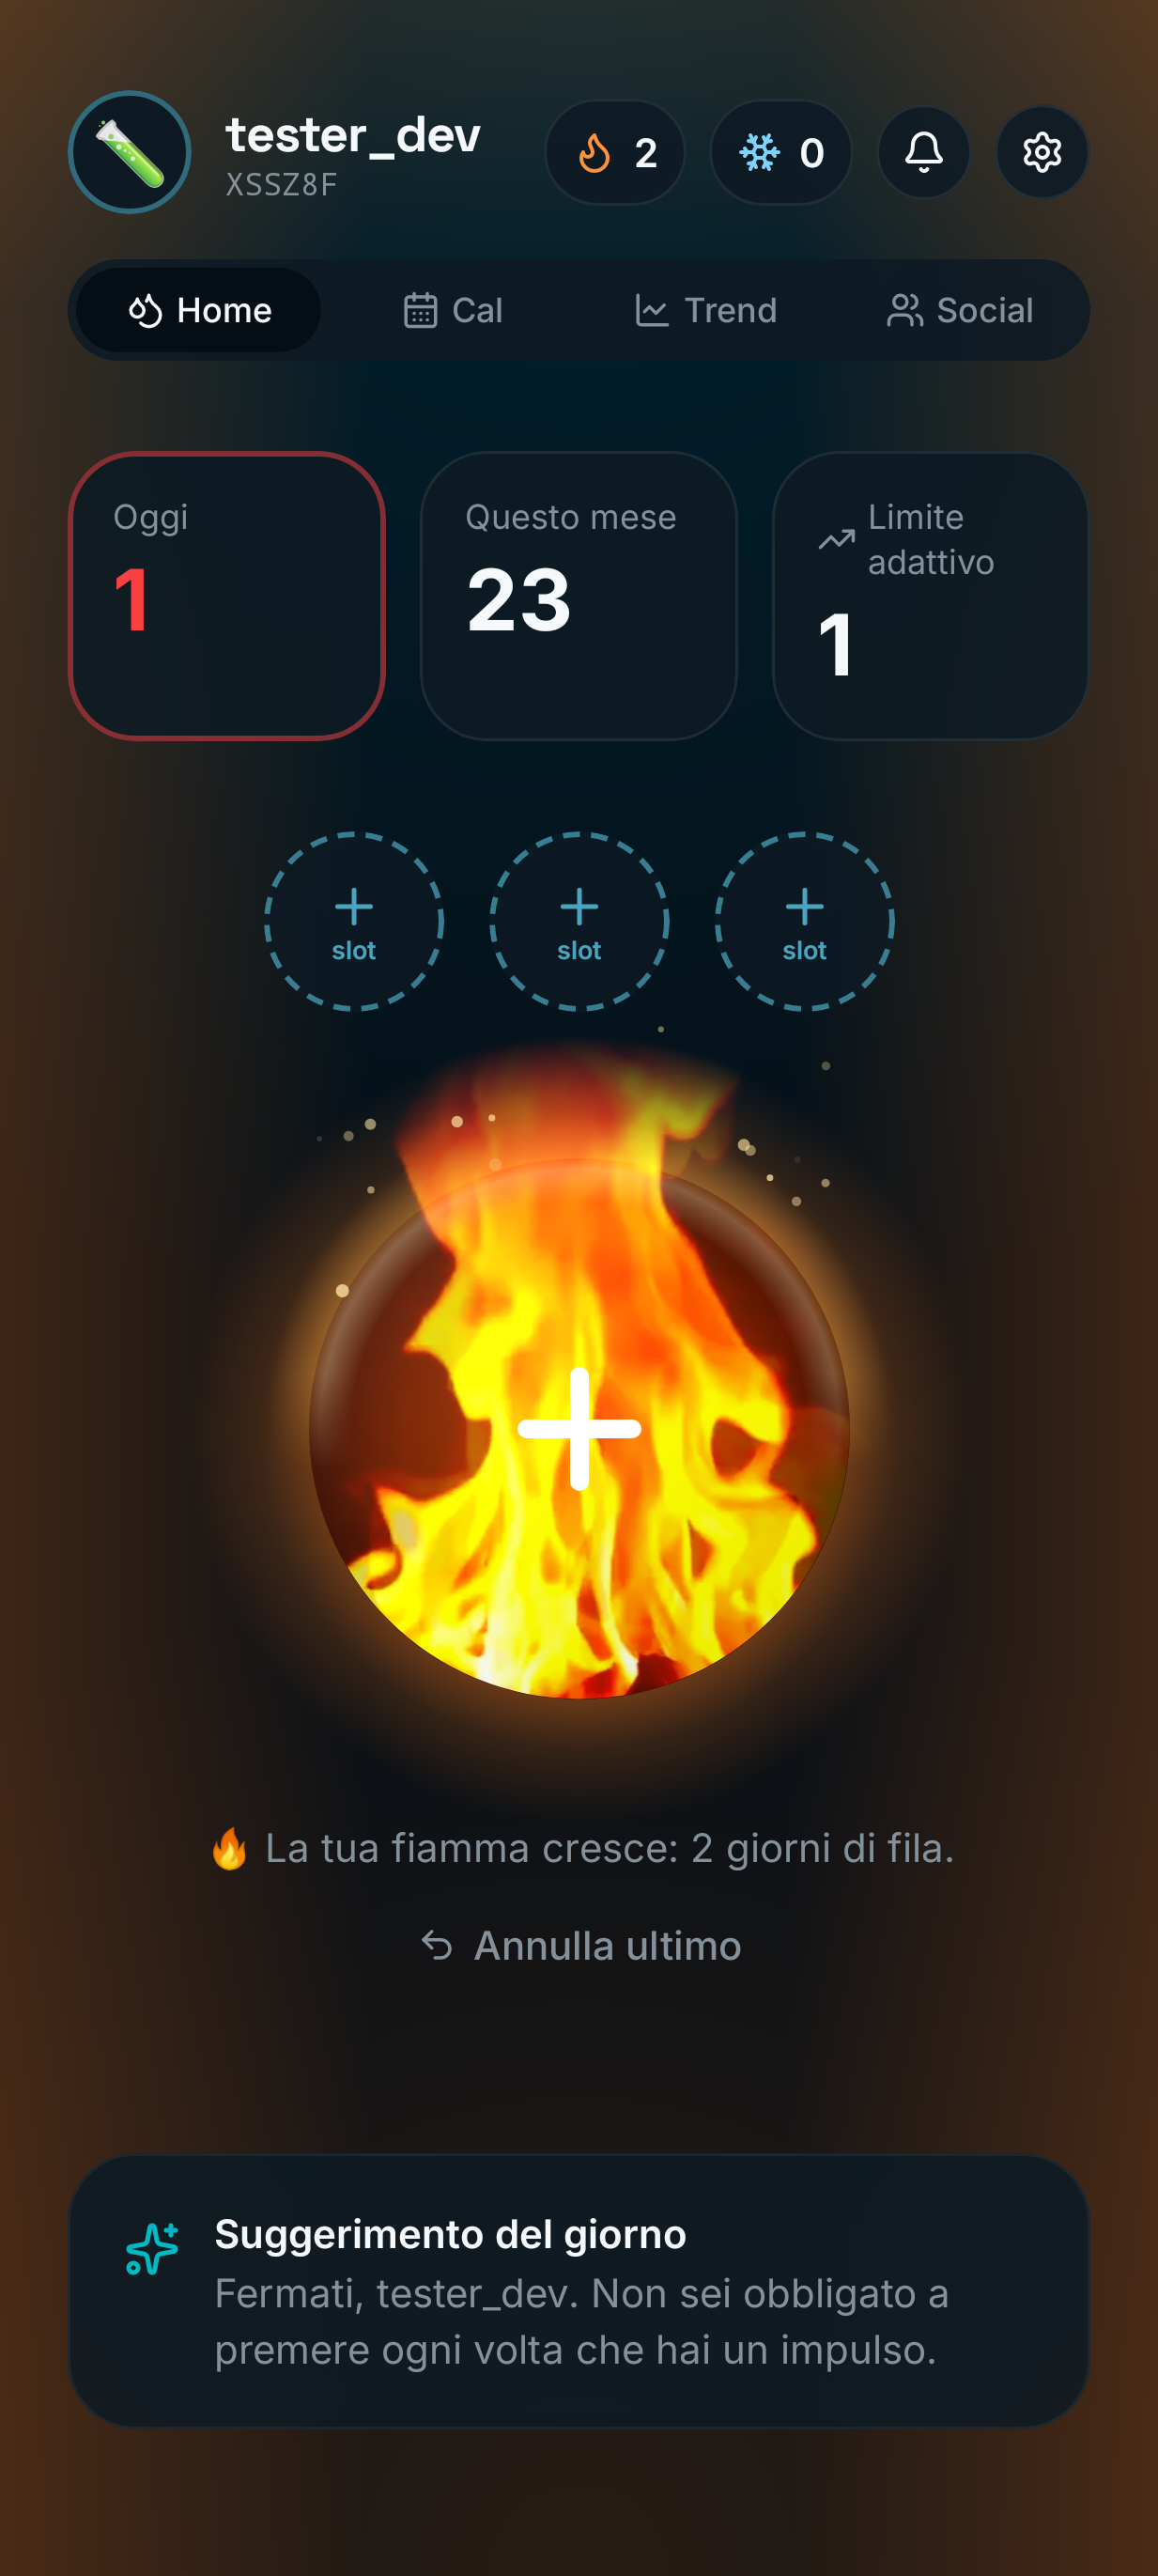 tester_dev
XSSZ8F
2
0
Home
Cal
Trend
Social
Oggi
1
Questo mese
23
Limite
adattivo
1
slot
slot
slot
La tua fiamma cresce: 2 giorni di fila.
Annulla ultimo
Suggerimento del giorno
Fermati, tester_dev. Non sei obbligato a
premere ogni volta che hai un impulso.